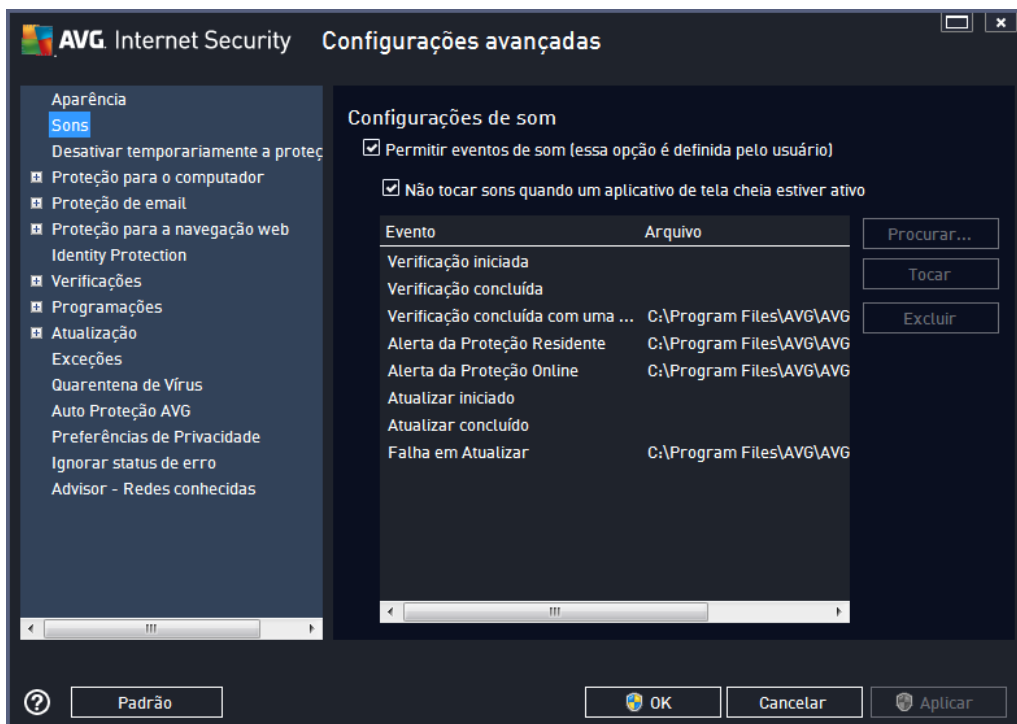 AVG. Internet Security Configurações avançadas
Aparência
Sons
Desativar temporariamente a proteç
Proteção para o computador
Proteção de email
Proteção para a navegação web
Identity Protection
Verificações
Programações
Atualização
Exceções
Quarentena de Vírus
Auto Proteção AVG
Preferências de Privacidade
Ignorar status de erro
Advisor - Redes conhecidas
Configurações de som
Permitir eventos de som (essa opção é definida pelo usuário)
Não tocar sons quando um aplicativo de tela cheia estiver ativo
Evento Arquivo
Verificação iniciada
Verificação concluída
Verificação concluída com uma ... C:\Program Files\AVG\AVG
Alerta da Proteção Residente C:\Program Files\AVG\AVG
Alerta da Proteção Online C:\Program Files\AVG\AVG
Atualizar iniciado
Atualizar concluído
Falha em Atualizar C:\Program Files\AVG\AVG
Procurar...
Tocar
Excluir
Padrão OK Cancelar Aplicar